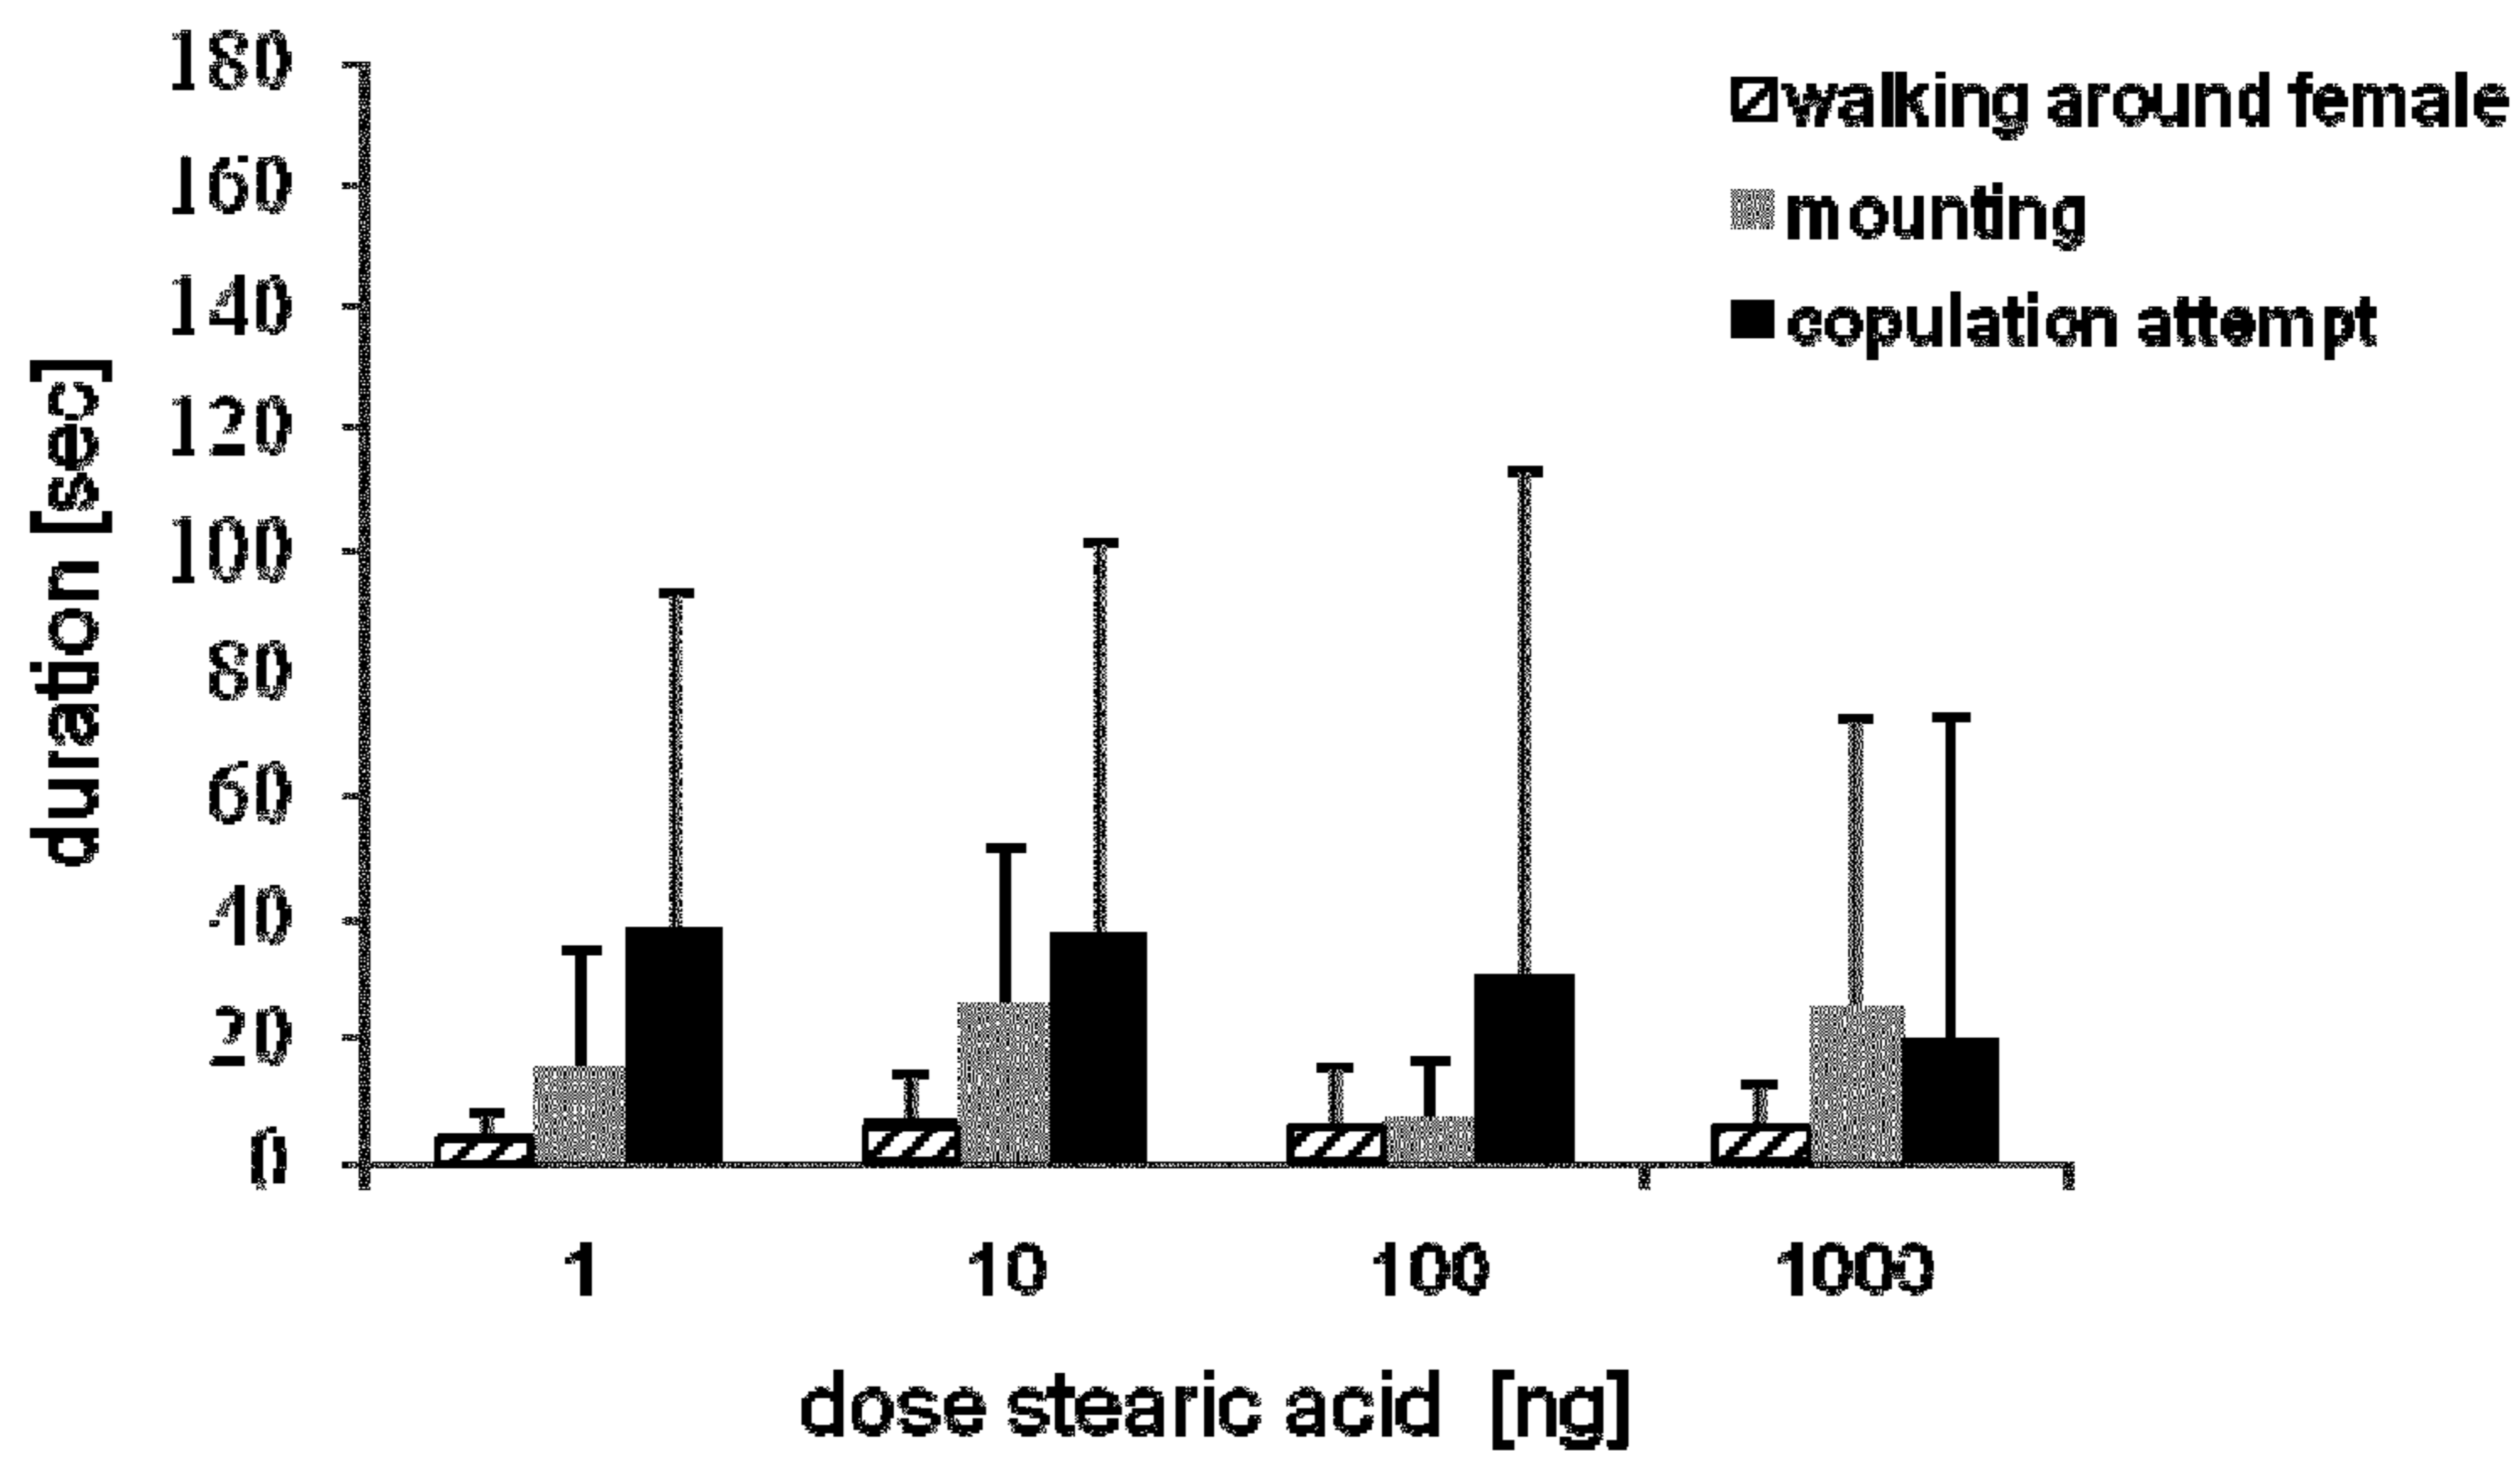 180
160
140
120
100
80
60
40
20
0
duration [sec]
walking around female
mounting
copulation attempt
1 10 100 1000
dose stearic acid [ng]